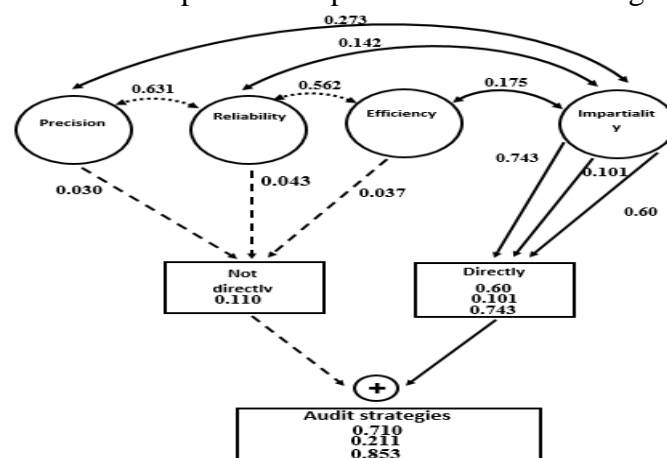 0.273
0.142
0.631
0.562
0.175
Precision
Reliability
Efficiency
Impartialit
y
0.030
0.043
0.037
0.743
0.101
0.60
Not
directly
0.110
Directly
0.60
0.101
0.743
+
Audit strategies
0.710
0.211
0.853